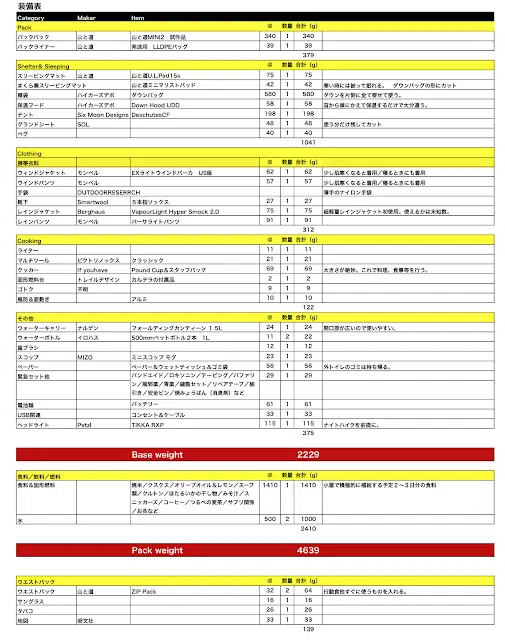 装備表
Category Maker Item @ 数量 合計 (g)
Pack @ 数量 合計 (g)
バックパック 山と道 山と道MINI2 試作品 340 1 340
パックライナー 山と道 発送用 LLDPEバッグ 39 1 39
379
Shelter& Sleeping @ 数量 合計 (g)
スリーピングマット 山と道 山と道U.L.Pad15s 75 1 75
まくら兼スリーピングマット 山と道ミニマリストパッド 42 1 42 寒い時には被って眠れる。 ダウンバッグの形にカット
寝袋 ハイカーズデポ ダウンバッグ 580 1 580 ダウンを片側に全て寄せて使う。
保温フード ハイカーズデポ Down Hood UDD 58 1 58 首から頭にかえて保温するだけで大分違う。
テント Six Moon Designs DeschutesCF 198 1 198
グランドシート SOL 48 1 48 使う分だけ残してカット
ペグ 40 1 40
1041
Clothing
携帯衣料 @ 数量 合計 (g)
ウィンドジャケット モンベル EXライトウインドパーカ US版 62 1 62 少し肌寒くなると着用/寝るときにも着用
ウインドパンツ モンベル 57 1 57 少し肌寒くなると着用/寝るときにも着用
手袋 OUTDOORRESERRCH 薄手のナイロン手袋
靴下 Smartwool 5本指ソックス 27 1 27
レインジャケット Berghaus VapourLight Hyper Smock 2.0 75 1 75 超軽量レインジャケット初使用。使えるかは未知数。
レインパンツ モンベル バーサライトパンツ 91 1 91
312
Cooking @ 数量 合計 (g)
ライター 11 1 11
マルチツール ビクトリノックス クラッシック 21 1 21
クッカー If youhave Pound Cup&スタッフバッグ 69 1 69 大きさが絶妙。これで料理、食事等を行う。
固形燃料台 トレイルデザイン カルデラの付属品 2 1 2
ゴトク 不明 9 1 9
風防&底敷き アルミ 10 1 10
122
その他 @ 数量 合計 (g)
ウォーターキャリー ナルゲン フォールディングカンティーン 1.5L 24 1 24 開口部が広いので使いやすい。
ウォーターボトル イロハス 500mmペットボトル2本 1L 11 2 22
歯ブラシ 12 1 12
スコップ MIZO ミニスコップ モグ 23 1 23
ペーパー ペーパー&ウェットティッシュ&ゴミ袋 56 1 56 外トイレのゴミは持ち帰る。
緊急セット他 バンドエイド/ロキソニン/テーピング/バファリ 29 1 29
ン/風邪薬/胃薬/縫製セット/リペアテープ/細
引き/安全ピン/焼みょうばん（消臭剤）など
電池類 バッテリー 61 1 61
USB関連 コンセント&ケーブル 33 1 33
ヘッドライト Petzl TIKKA RXP 115 1 115 ナイトハイクを前提に。
375
Base weight 2229
食料/飲料/燃料 @ 数量 合計 (g)
食料&固形燃料 焼米/クスクス/オリーブオイル&レモン/スープ 1410 1 1410 小屋で積極的に補給する予定2〜3日分の食料
類/クルトン/ほたるいかの干し物/みそ汁/ス
ニッカーズ/コーヒー/つるべの麦茶/サプリ関係
/お灸など
水 500 2 1000
2410
Pack weight 4639
ウエストパック @ 数量 合計 (g)
ウエストパック 山と道 ZIP Pack 32 2 64 行動食他すぐに使うものを入れる。
サングラス 16 1 16
タバコ 26 1 26
地図 昭文社 33 1 33
139